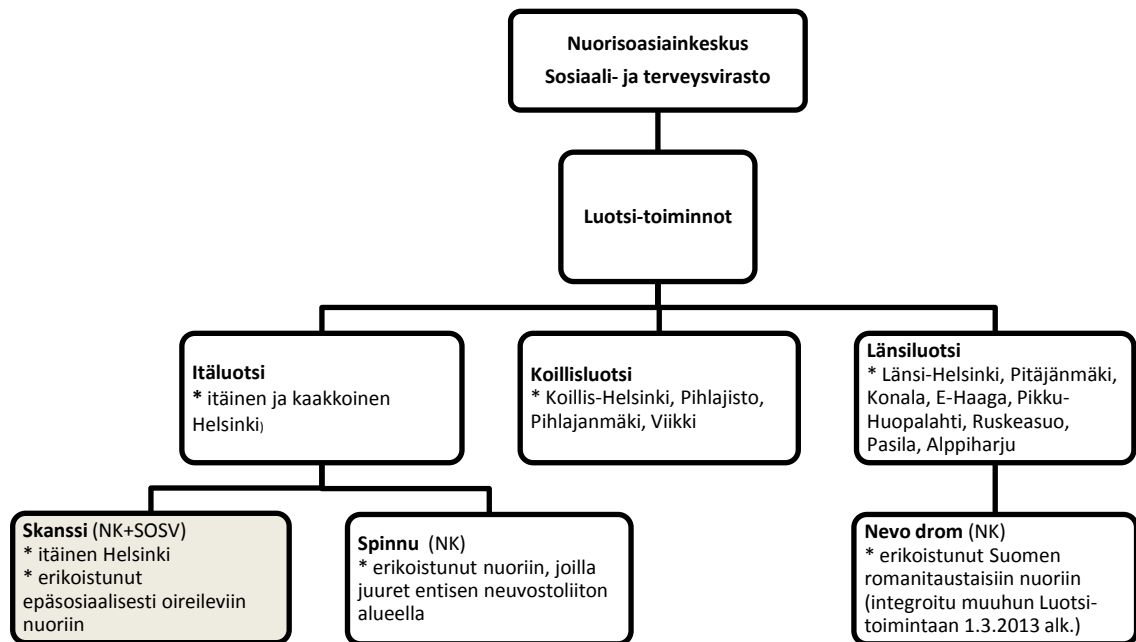 Nuorisoasiainkeskus
Sosiaali- ja terveysvirasto
Luotsi-toiminnot
Itäluotsi
* itäinen ja kaakkoinen
Helsinki)
Koillisluotsi
* Koillis-Helsinki, Pihlajisto,
Pihlajanmäki, Viikki
Länsiluotsi
* Länsi-Helsinki, Pitäjänmäki,
Konala, E-Haaga, Pikku-
Huopalahti, Ruskeasuo,
Pasila, Alppiharju
Skanssi (NK+SOSV)
* itäinen Helsinki
* erikoistunut
epäsosiaalisesti oireileviin
nuoriin
Spinnu (NK)
* erikoistunut nuoriin, joilla
juuret entisen neuvostoliiton
alueella
Nevo drom (NK)
* erikoistunut Suomen
romanitaustaisiin nuoriin
(integroitu muuhun Luotsi-
toimintaan 1.3.2013 alk.)